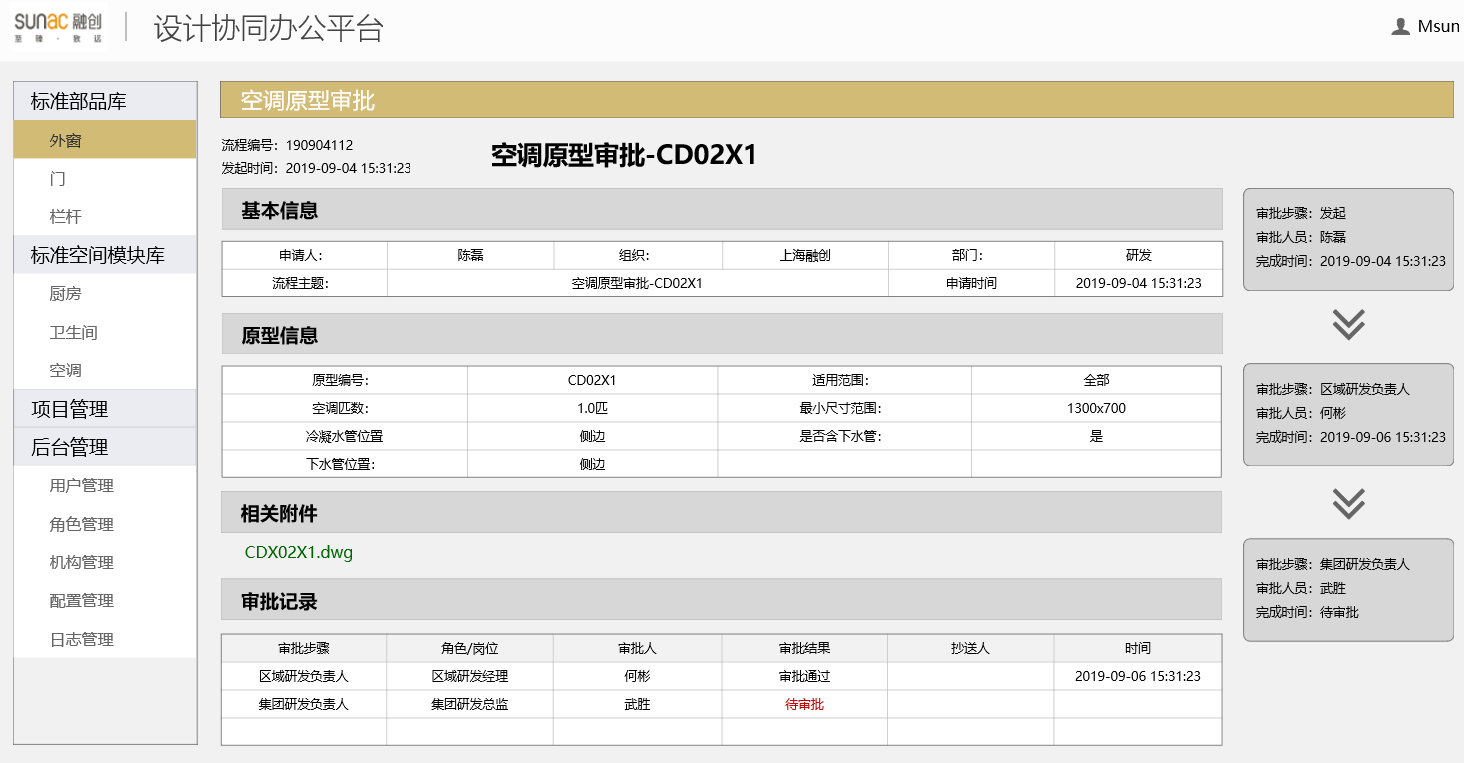 sunac 融创
至臻·致远
设计协同办公平台
Msun
标准部品库
外窗
门
栏杆
标准空间模块库
厨房
卫生间
空调
项目管理
后台管理
用户管理
角色管理
机构管理
配置管理
日志管理
空调原型审批
流程编号：190904112
发起时间：2019-09-04 15:31:23
空调原型审批-CD02X1
基本信息
申请人： 陈磊 组织： 上海融创 部门： 研发
流程主题： 空调原型审批-CD02X1 申请时间 2019-09-04 15:31:23
原型信息
原型编号： CD02X1 适用范围： 全部
空调匹数： 1.0匹 最小尺寸范围： 1300x700
冷凝水管位置 侧边 是否含下水管： 是
下水管位置： 侧边
相关附件
CDX02X1.dwg
审批记录
审批步骤 角色/岗位 审批人 审批结果 抄送人 时间
区域研发负责人 区域研发经理 何彬 审批通过 2019-09-06 15:31:23
集团研发负责人 集团研发总监 武胜 待审批
审批步骤：发起
审批人员：陈磊
完成时间：2019-09-04 15:31:23
审批步骤：区域研发负责人
审批人员：何彬
完成时间：2019-09-06 15:31:23
审批步骤：集团研发负责人
审批人员：武胜
完成时间：待审批